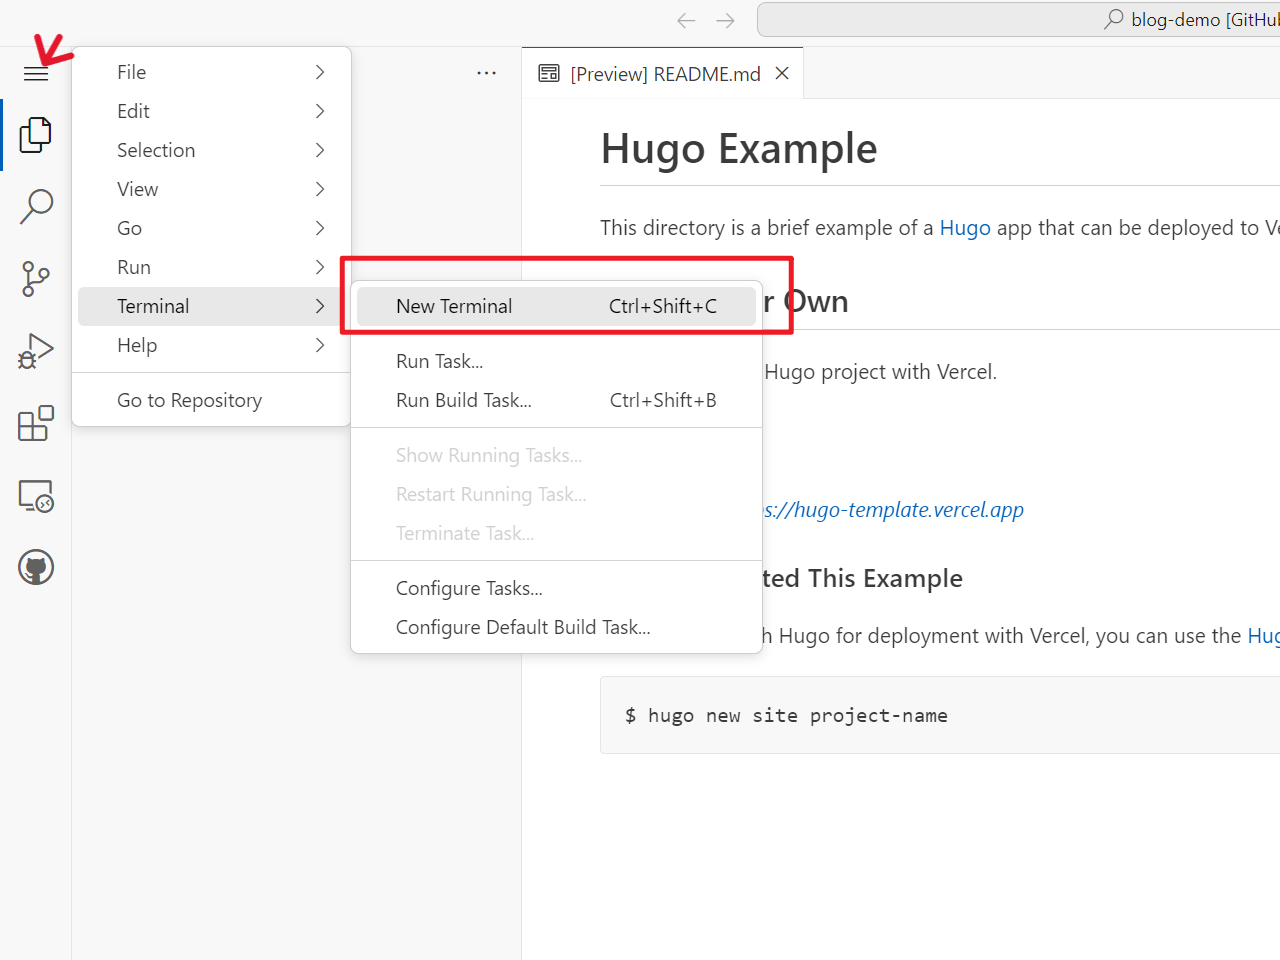 blog-demo [GitHub
File
Edit
Selection
View
Go
Run
Terminal
Help
Go to Repository
New Terminal Ctrl+Shift+C
Run Task...
Run Build Task... Ctrl+Shift+B
Show Running Tasks...
Restart Running Task...
Terminate Task...
Configure Tasks...
Configure Default Build Task...
[Preview] README.md
Hugo Example
This directory is a brief example of a Hugo app that can be deployed to
r Own
Hugo project with Vercel.
s://hugo-template.vercel.app
ted This Example
h Hugo for deployment with Vercel, you can use the
$ hugo new site project-name